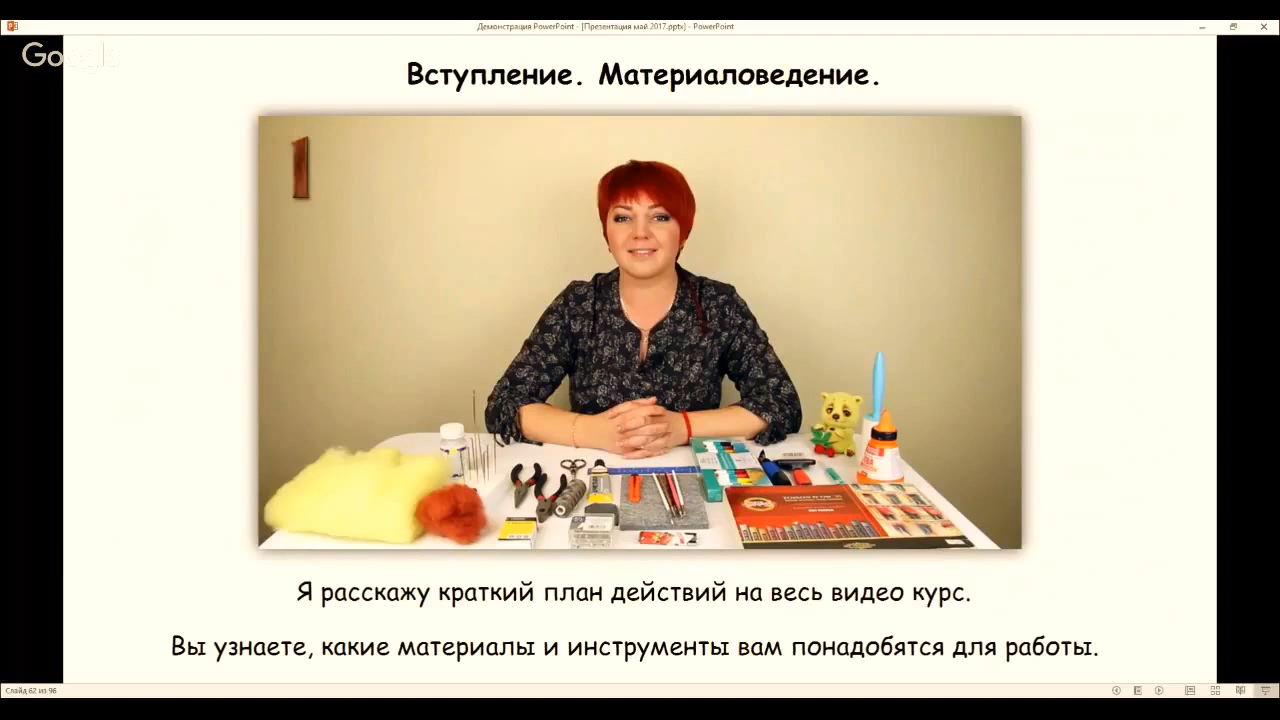 Демонстрация PowerPoint - [Презентация май 2017.pptx] - PowerPoint
Google
Вступление. Материаловедение.
Я расскажу краткий план действий на весь видео курс.
Вы узнаете, какие материалы и инструменты вам понадобятся для работы.
Слайд 62 из 96